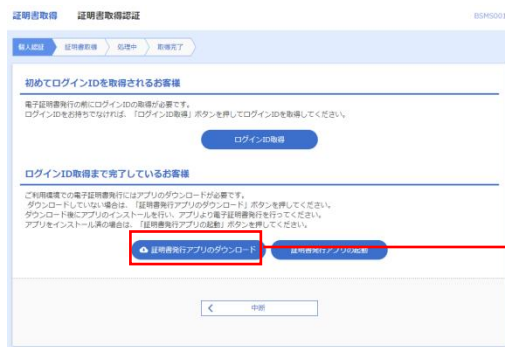 証明書取得 証明書取得認証 BSMS001
個人認証 証明書取得 処理中 取得完了
初めてログインIDを取得されるお客様
電子証明書発行の前にログインIDの取得が必要です。
ログインIDをお持ちでなければ、「ログインID取得」ボタンを押してログインIDを取得してください。
ログインID取得
ログインID取得まで完了しているお客様
ご利用環境での電子証明書発行にはアプリのダウンロードが必要です。
ダウンロードしていない場合は、「証明書発行アプリのダウンロード」ボタンを押してください。
ダウンロード後にアプリのインストールを行い、アプリより電子証明書発行を行ってください。
アプリをインストール済の場合は、「証明書発行アプリの起動」ボタンを押してください。
証明書発行アプリのダウンロード 証明書発行アプリの起動
中断